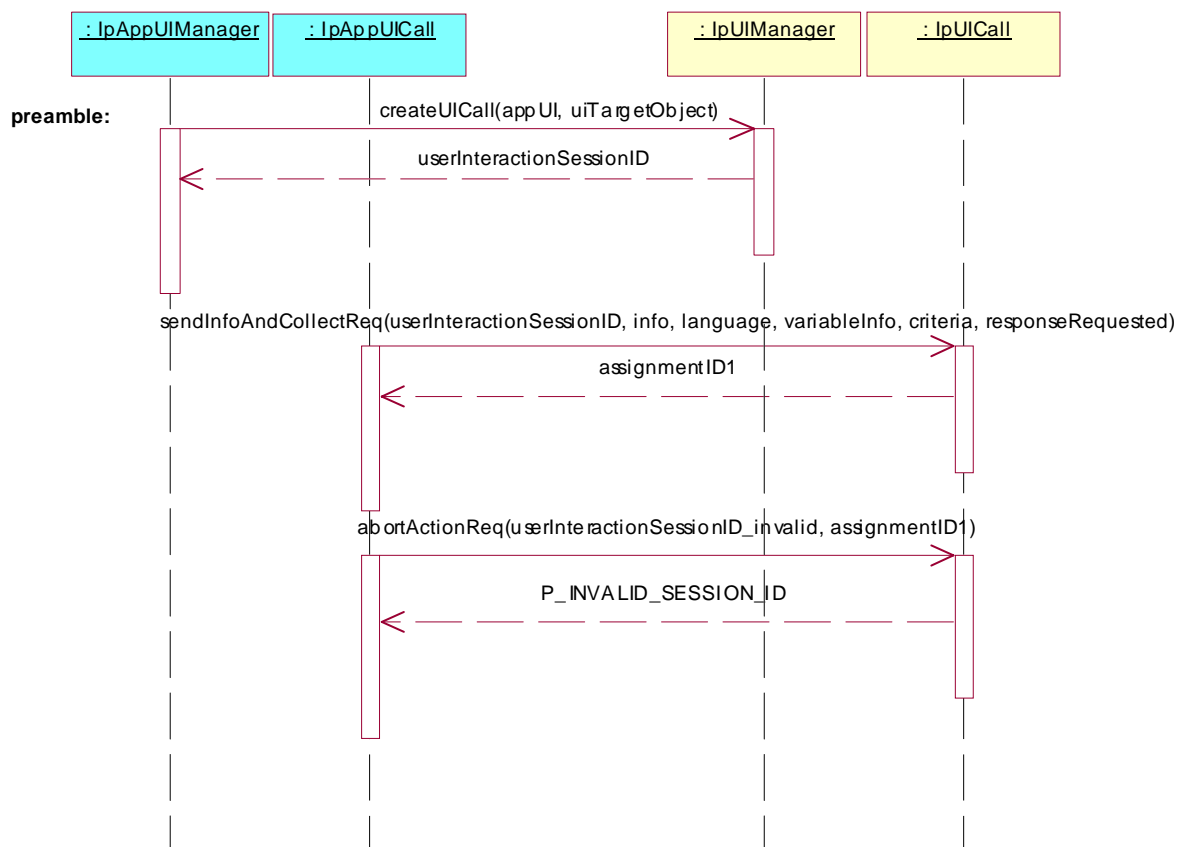 : IpAppUIManager
: IpAppUICall
: IpUIManager
: IpUICall
preamble:
createUICall(appUI, uiTargetObject)
userInteractionSessionID
sendInfoAndCollectReq(userInteractionSessionID, info, language, variableInfo, criteria, responseRequested)
assignmentID1
abortActionReq(userInteractionSessionID_invalid, assignmentID1)
P_INVALID_SESSION_ID